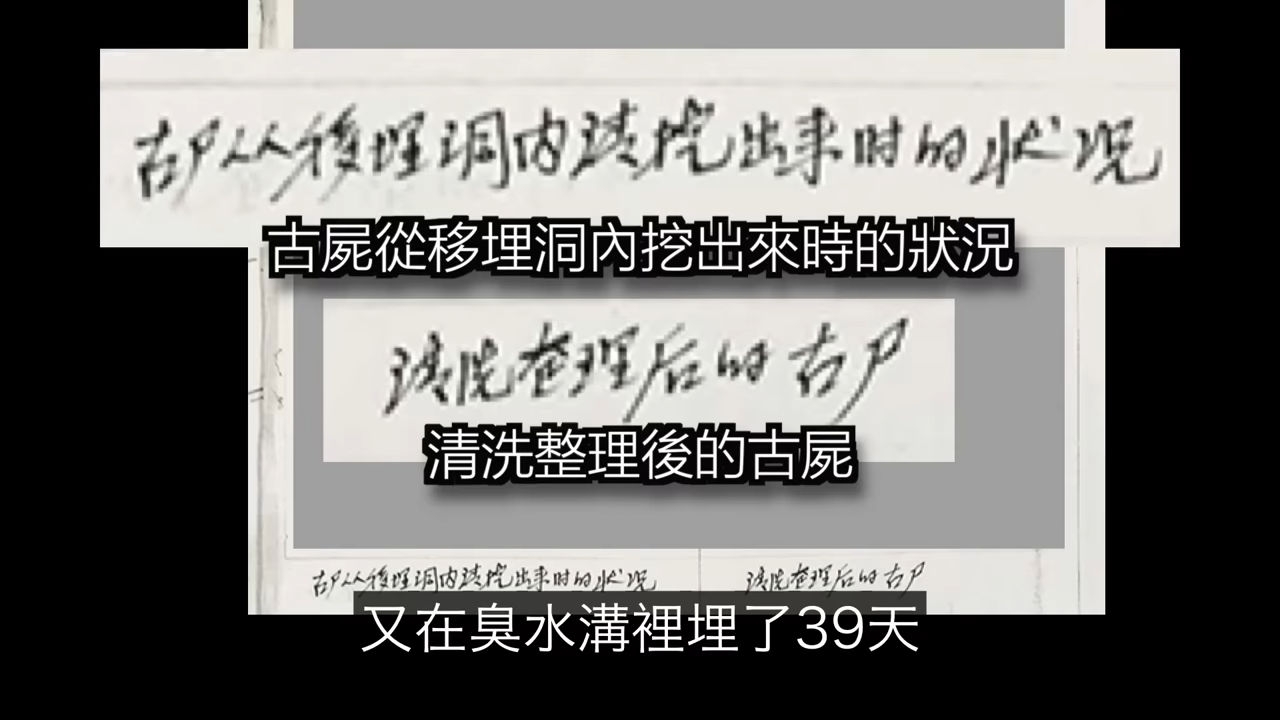 古尸从移埋洞内清挖出来时的状况
古屍從移埋洞內挖出來時的狀況
清洗整理后的古尸
清洗整理後的古屍
古尸从移埋洞内清挖出来时的状况 清洗整理后的古尸
又在臭水溝裡埋了39天